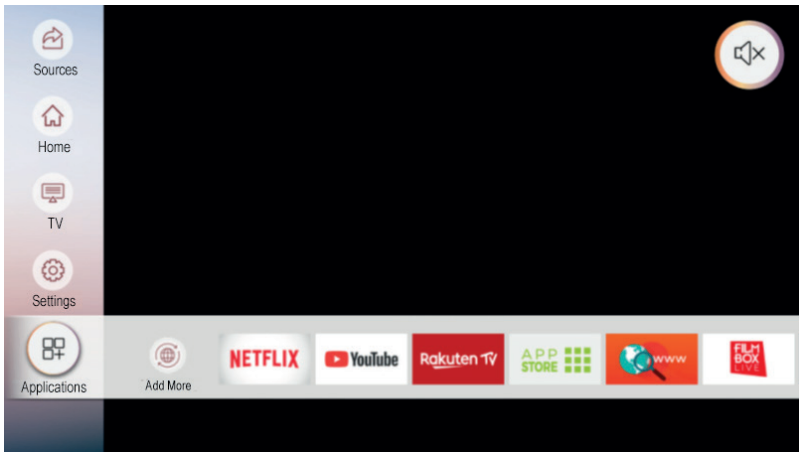 Sources
Home
TV
Settings
Applications
Add More
NETFLIX
YouTube
Rakuten TV
APP
STORE
www
FILM
BOX
LIVE